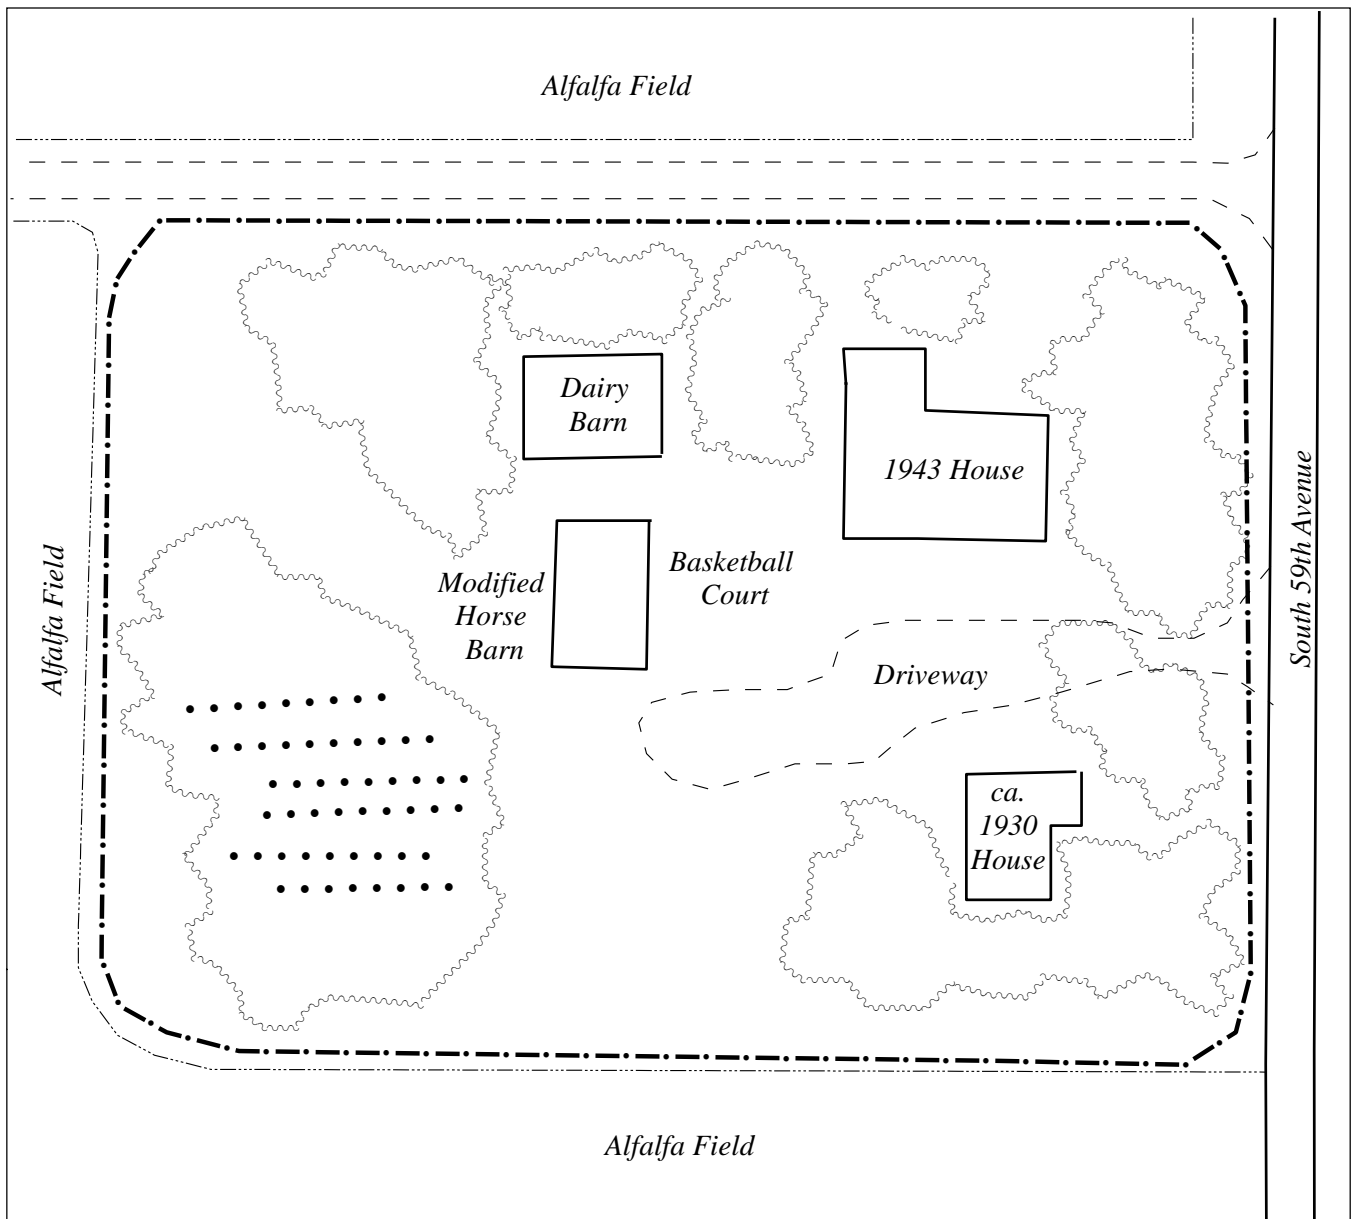 Alfalfa Field
Dairy
Barn
1943 House
Modified
Horse
Barn
Basketball
Court
Driveway
ca.
1930
House
Alfalfa Field
South 59th Avenue
Alfalfa Field